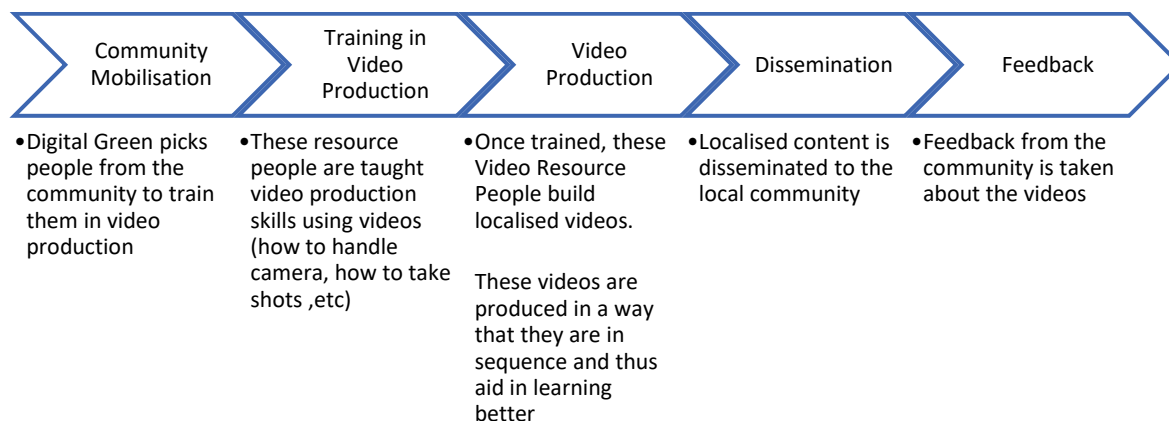 Community
Mobilisation
Training in
Video
Production
Video
Production
Dissemination
Feedback
•Digital Green picks
people from the
community to train
them in video
production
•These resource
people are taught
video production
skills using videos
(how to handle
camera, how to take
shots ,etc)
•Once trained, these
Video Resource
People build
localised videos.
These videos are
produced in a way
that they are in
sequence and thus
aid in learning
better
•Localised content is
disseminated to the
local community
•Feedback from the
community is taken
about the videos